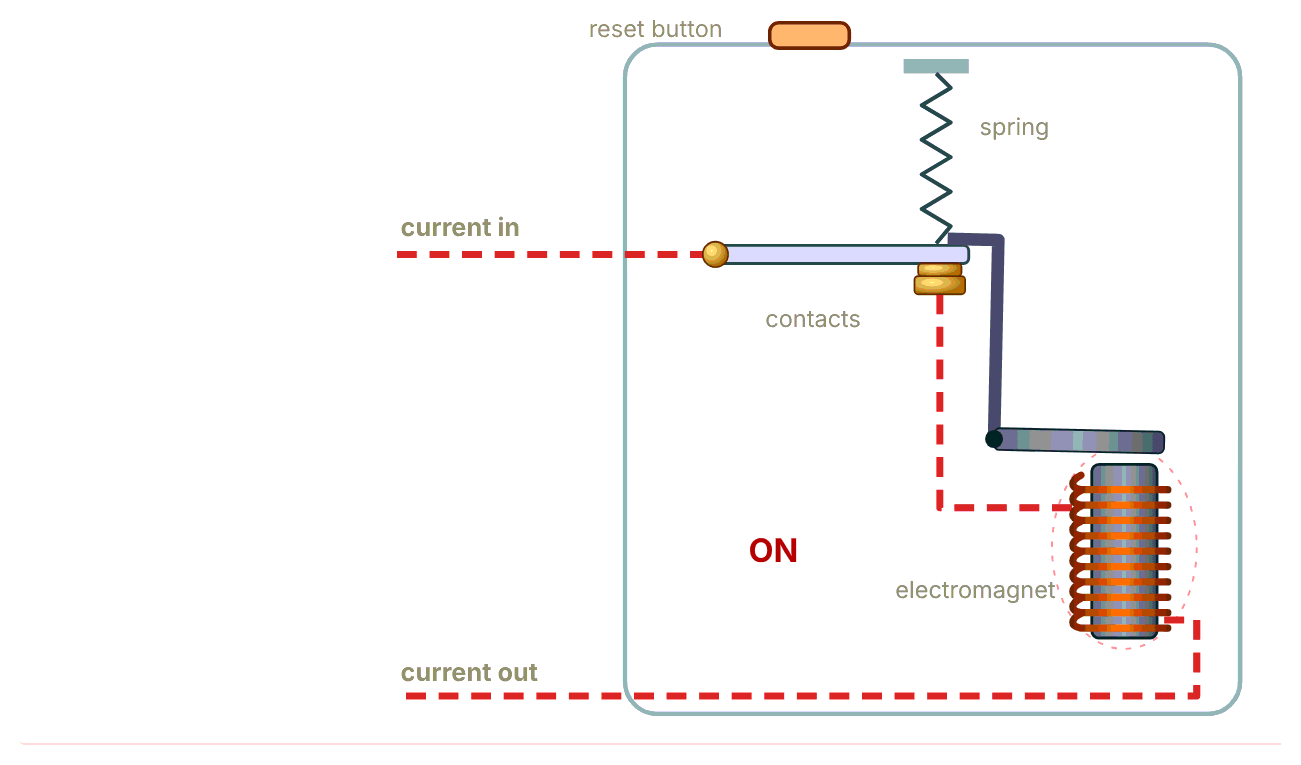 reset button
spring
current in
contacts
ON
electromagnet
current out